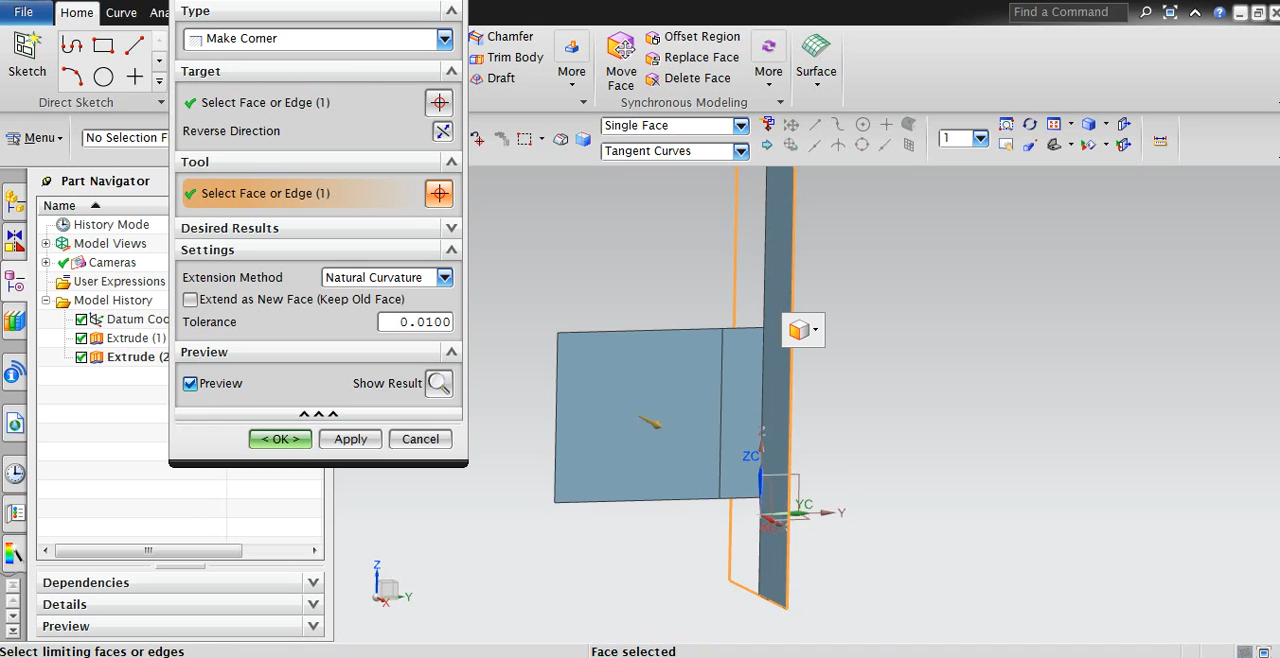 File
Home
Curve
Ana
Find a Command
Type
Make Corner
Target
Select Face or Edge (1)
Reverse Direction
Tool
Select Face or Edge (1)
Desired Results
Settings
Extension Method
Natural Curvature
Extend as New Face (Keep Old Face)
Tolerance
0.0100
Preview
Preview
Show Result
< OK >
Apply
Cancel
Sketch
Direct Sketch
Chamfer
Trim Body
Draft
More
Move
Face
Offset Region
Replace Face
Delete Face
More
Surface
Synchronous Modeling
Menu
No Selection F
Single Face
Tangent Curves
1
Part Navigator
Name
History Mode
Model Views
Cameras
User Expressions
Model History
Datum Coo
Extrude (1)
Extrude (2
Dependencies
Details
Preview
ZC
YC
Y
Z
Y
X
Select limiting faces or edges
Face selected